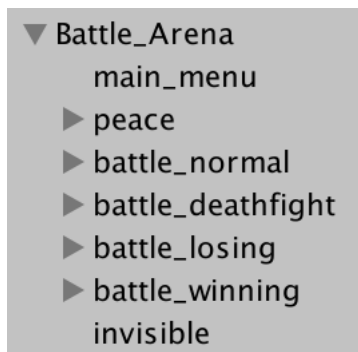 Battle_Arena
main_menu
peace
battle_normal
battle_deathfight
battle_losing
battle_winning
invisible